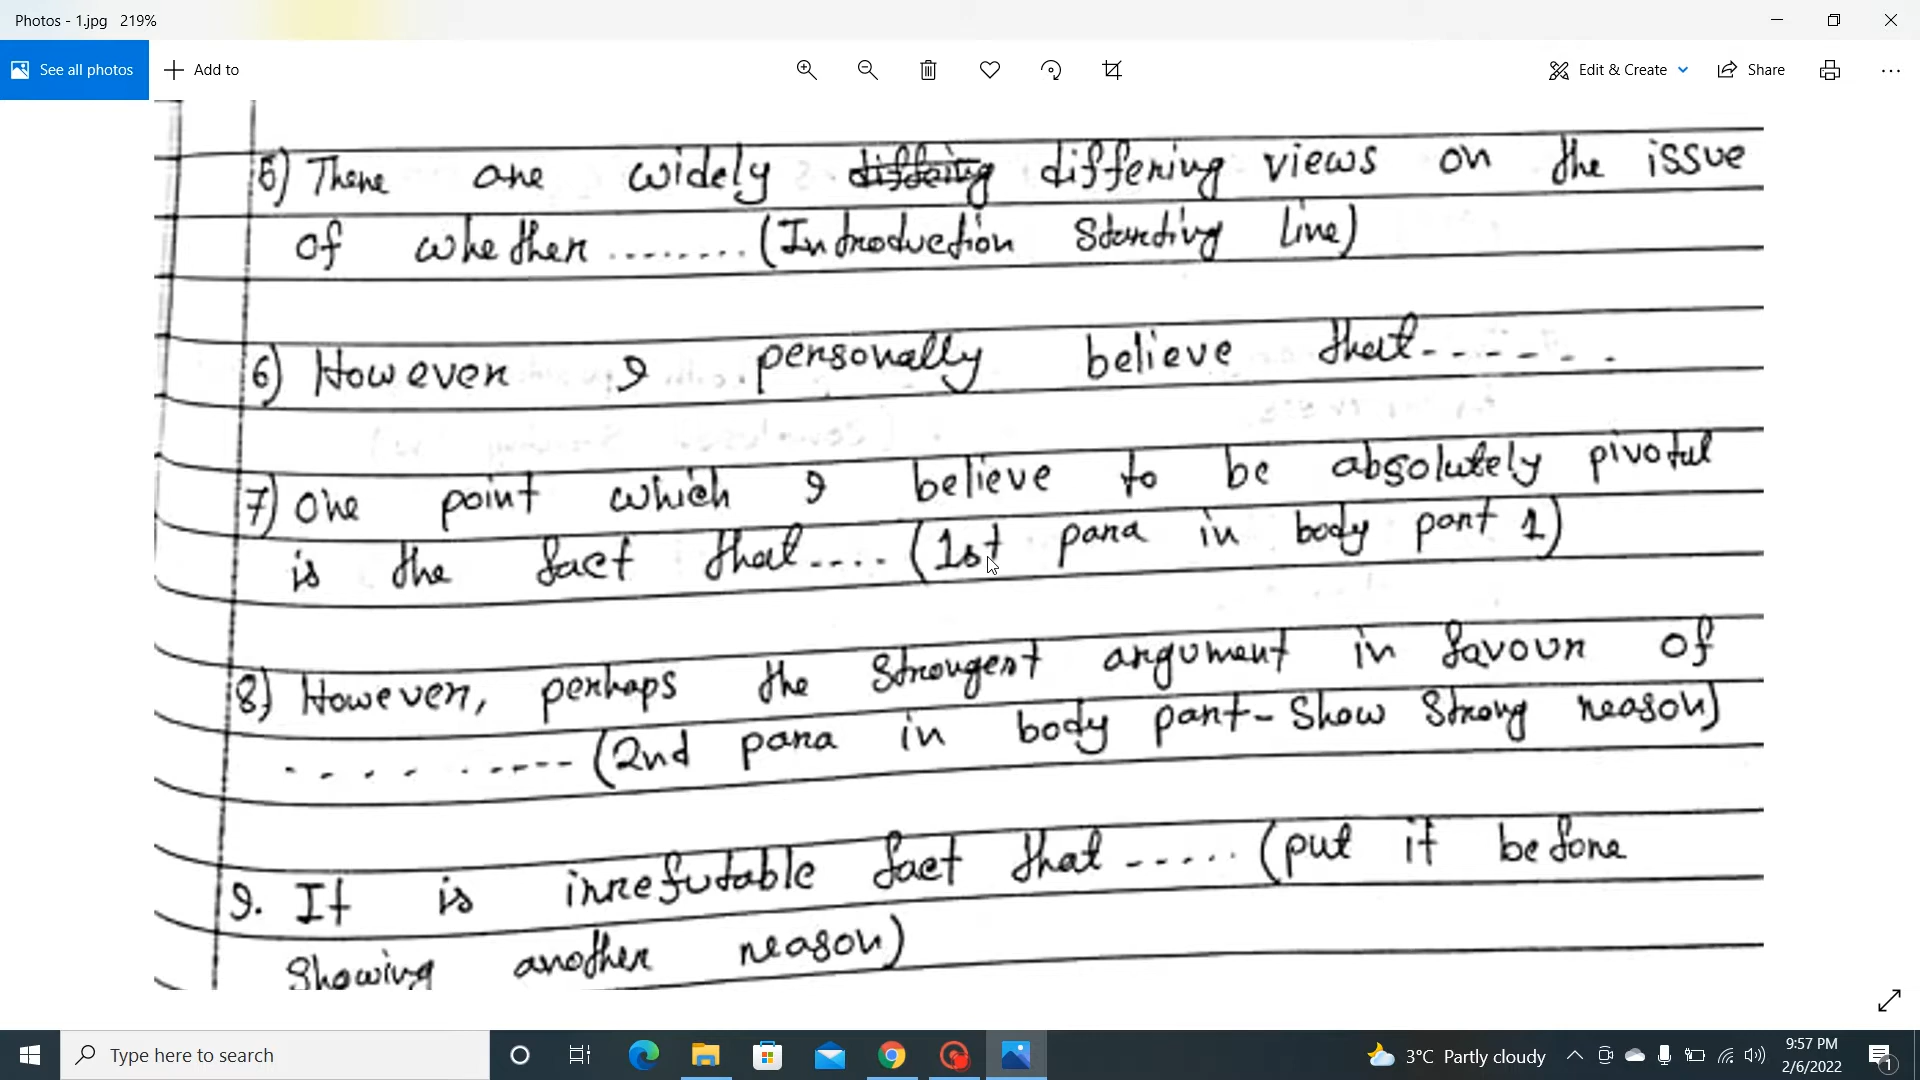 Photos - 1.jpg 219%
See all photos
Add to
Edit & Create
Share
5) There are widely differing differing views on the issue
of whether ........ (Introduction Starting line)
6) However I personally believe that.......
7) One point which I believe to be absolutely pivotal
is the fact that.... (1st para in body part 1)
8) However, perhaps the strongest argument in favour of
.......... (2nd para in body part - Show Strong reason)
9. It is irrefutable fact that ..... (put it before
Showing another reason)
Type here to search
3°C Partly cloudy
9:57 PM
2/6/2022
1